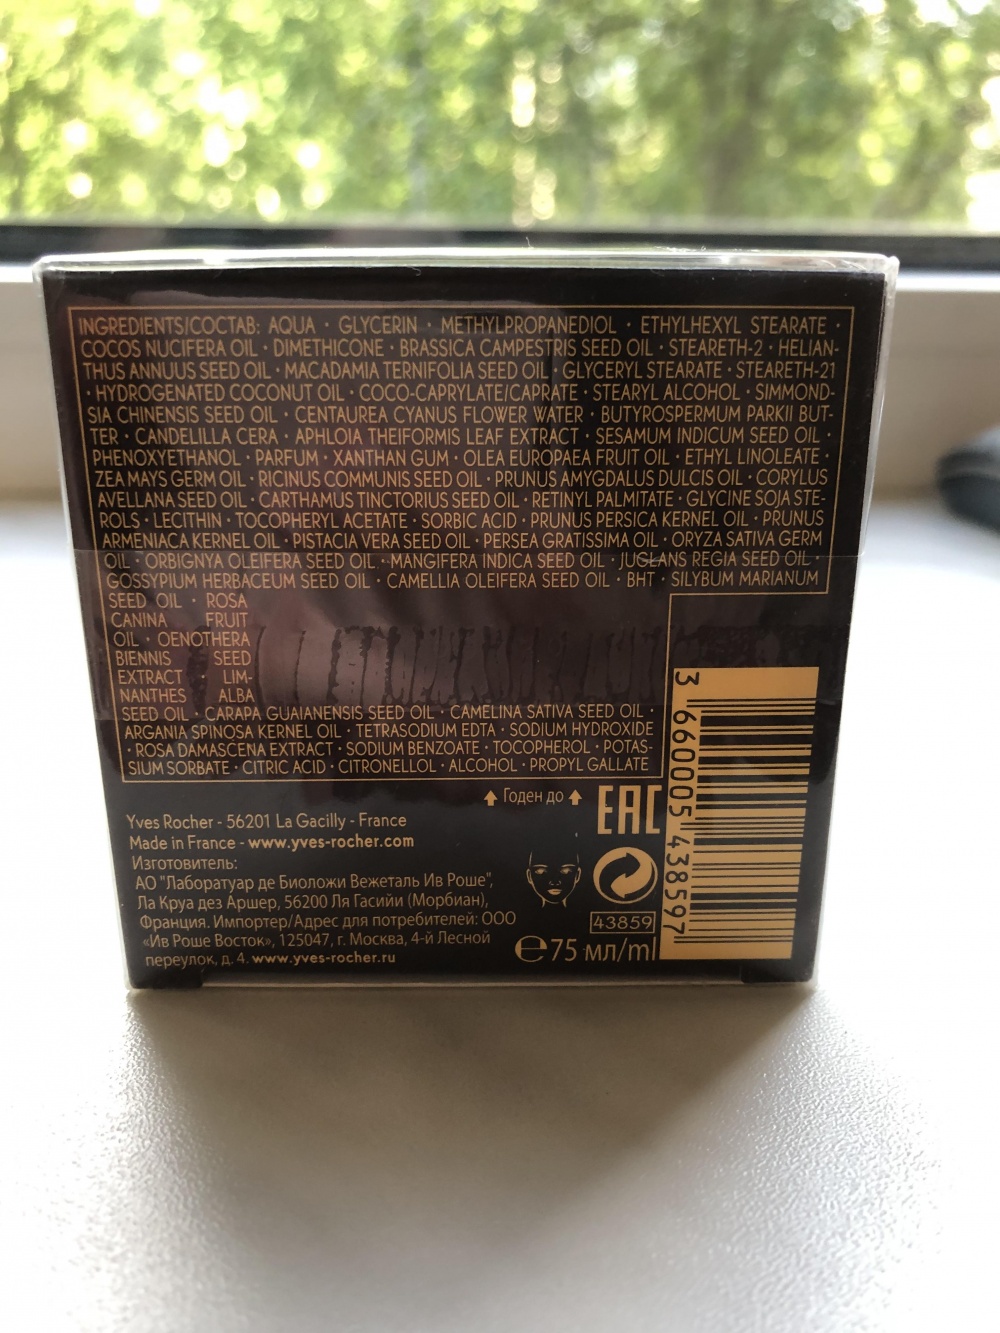 INGREDIENTS/СОСТАВ: AQUA · GLYCERIN · METHYLPROPANEDIOL · ETHYLHEXYL STEARATE ·
COCOS NUCIFERA OIL · DIMETHICONE · BRASSICA CAMPESTRIS SEED OIL · STEARETH-2 · HELIAN-
THUS ANNUUS SEED OIL · MACADAMIA TERNIFOLIA SEED OIL · GLYCERYL STEARATE · STEARETH-21
· HYDROGENATED COCONUT OIL · COCO-CAPRYLATE/CAPRATE · STEARYL ALCOHOL · SIMMOND-
SIA CHINENSIS SEED OIL · CENTAUREA CYANUS FLOWER WATER · BUTYROSPERMUM PARKII BUT-
TER · CANDELILLA CERA · APHLOIA THEIFORMIS LEAF EXTRACT · SESAMUM INDICUM SEED OIL ·
PHENOXYETHANOL · PARFUM · XANTHAN GUM · OLEA EUROPAEA FRUIT OIL · ETHYL LINOLEATE ·
ZEA MAYS GERM OIL · RICINUS COMMUNIS SEED OIL · PRUNUS AMYGDALUS DULCIS OIL · CORYLUS
AVELLANA SEED OIL · CARTHAMUS TINCTORIUS SEED OIL · RETINYL PALMITATE · GLYCINE SOJA STE-
ROLS · LECITHIN · TOCOPHERYL ACETATE · SORBIC ACID · PRUNUS PERSICA KERNEL OIL · PRUNUS
ARMENIACA KERNEL OIL · PISTACIA VERA SEED OIL · PERSEA GRATISSIMA OIL · ORYZA SATIVA GERM
OIL · ORBIGNYA OLEIFERA SEED OIL · MANGIFERA INDICA SEED OIL · JUGLANS REGIA SEED OIL ·
GOSSYPIUM HERBACEUM SEED OIL · CAMELLIA OLEIFERA SEED OIL · BHT · SILYBUM MARIANUM
SEED OIL · ROSA
CANINA FRUIT
OIL · OENOTHERA
BIENNIS SEED
EXTRACT · LIM-
NANTHES ALBA
SEED OIL · CARAPA GUAIANENSIS SEED OIL · CAMELINA SATIVA SEED OIL ·
ARGANIA SPINOSA KERNEL OIL · TETRASODIUM EDTA · SODIUM HYDROXIDE
· ROSA DAMASCENA EXTRACT · SODIUM BENZOATE · TOCOPHEROL · POTAS-
SIUM SORBATE · CITRIC ACID · CITRONELLOL · ALCOHOL · PROPYL GALLATE
Годен до
EAC
Yves Rocher - 56201 La Gacilly - France
Made in France - www.yves-rocher.com
Изготовитель:
АО "Лаборатуар де Биоложи Вежеталь Ив Роше",
Ла Круа дез Аршер, 56200 Ля Гасийи (Морбиан),
Франция. Импортер/Адрес для потребителей: ООО
«Ив Роше Восток», 125047, г. Москва, 4-й Лесной
переулок, д. 4. www.yves-rocher.ru
43859
℮75 мл/ml
3 660005 438597